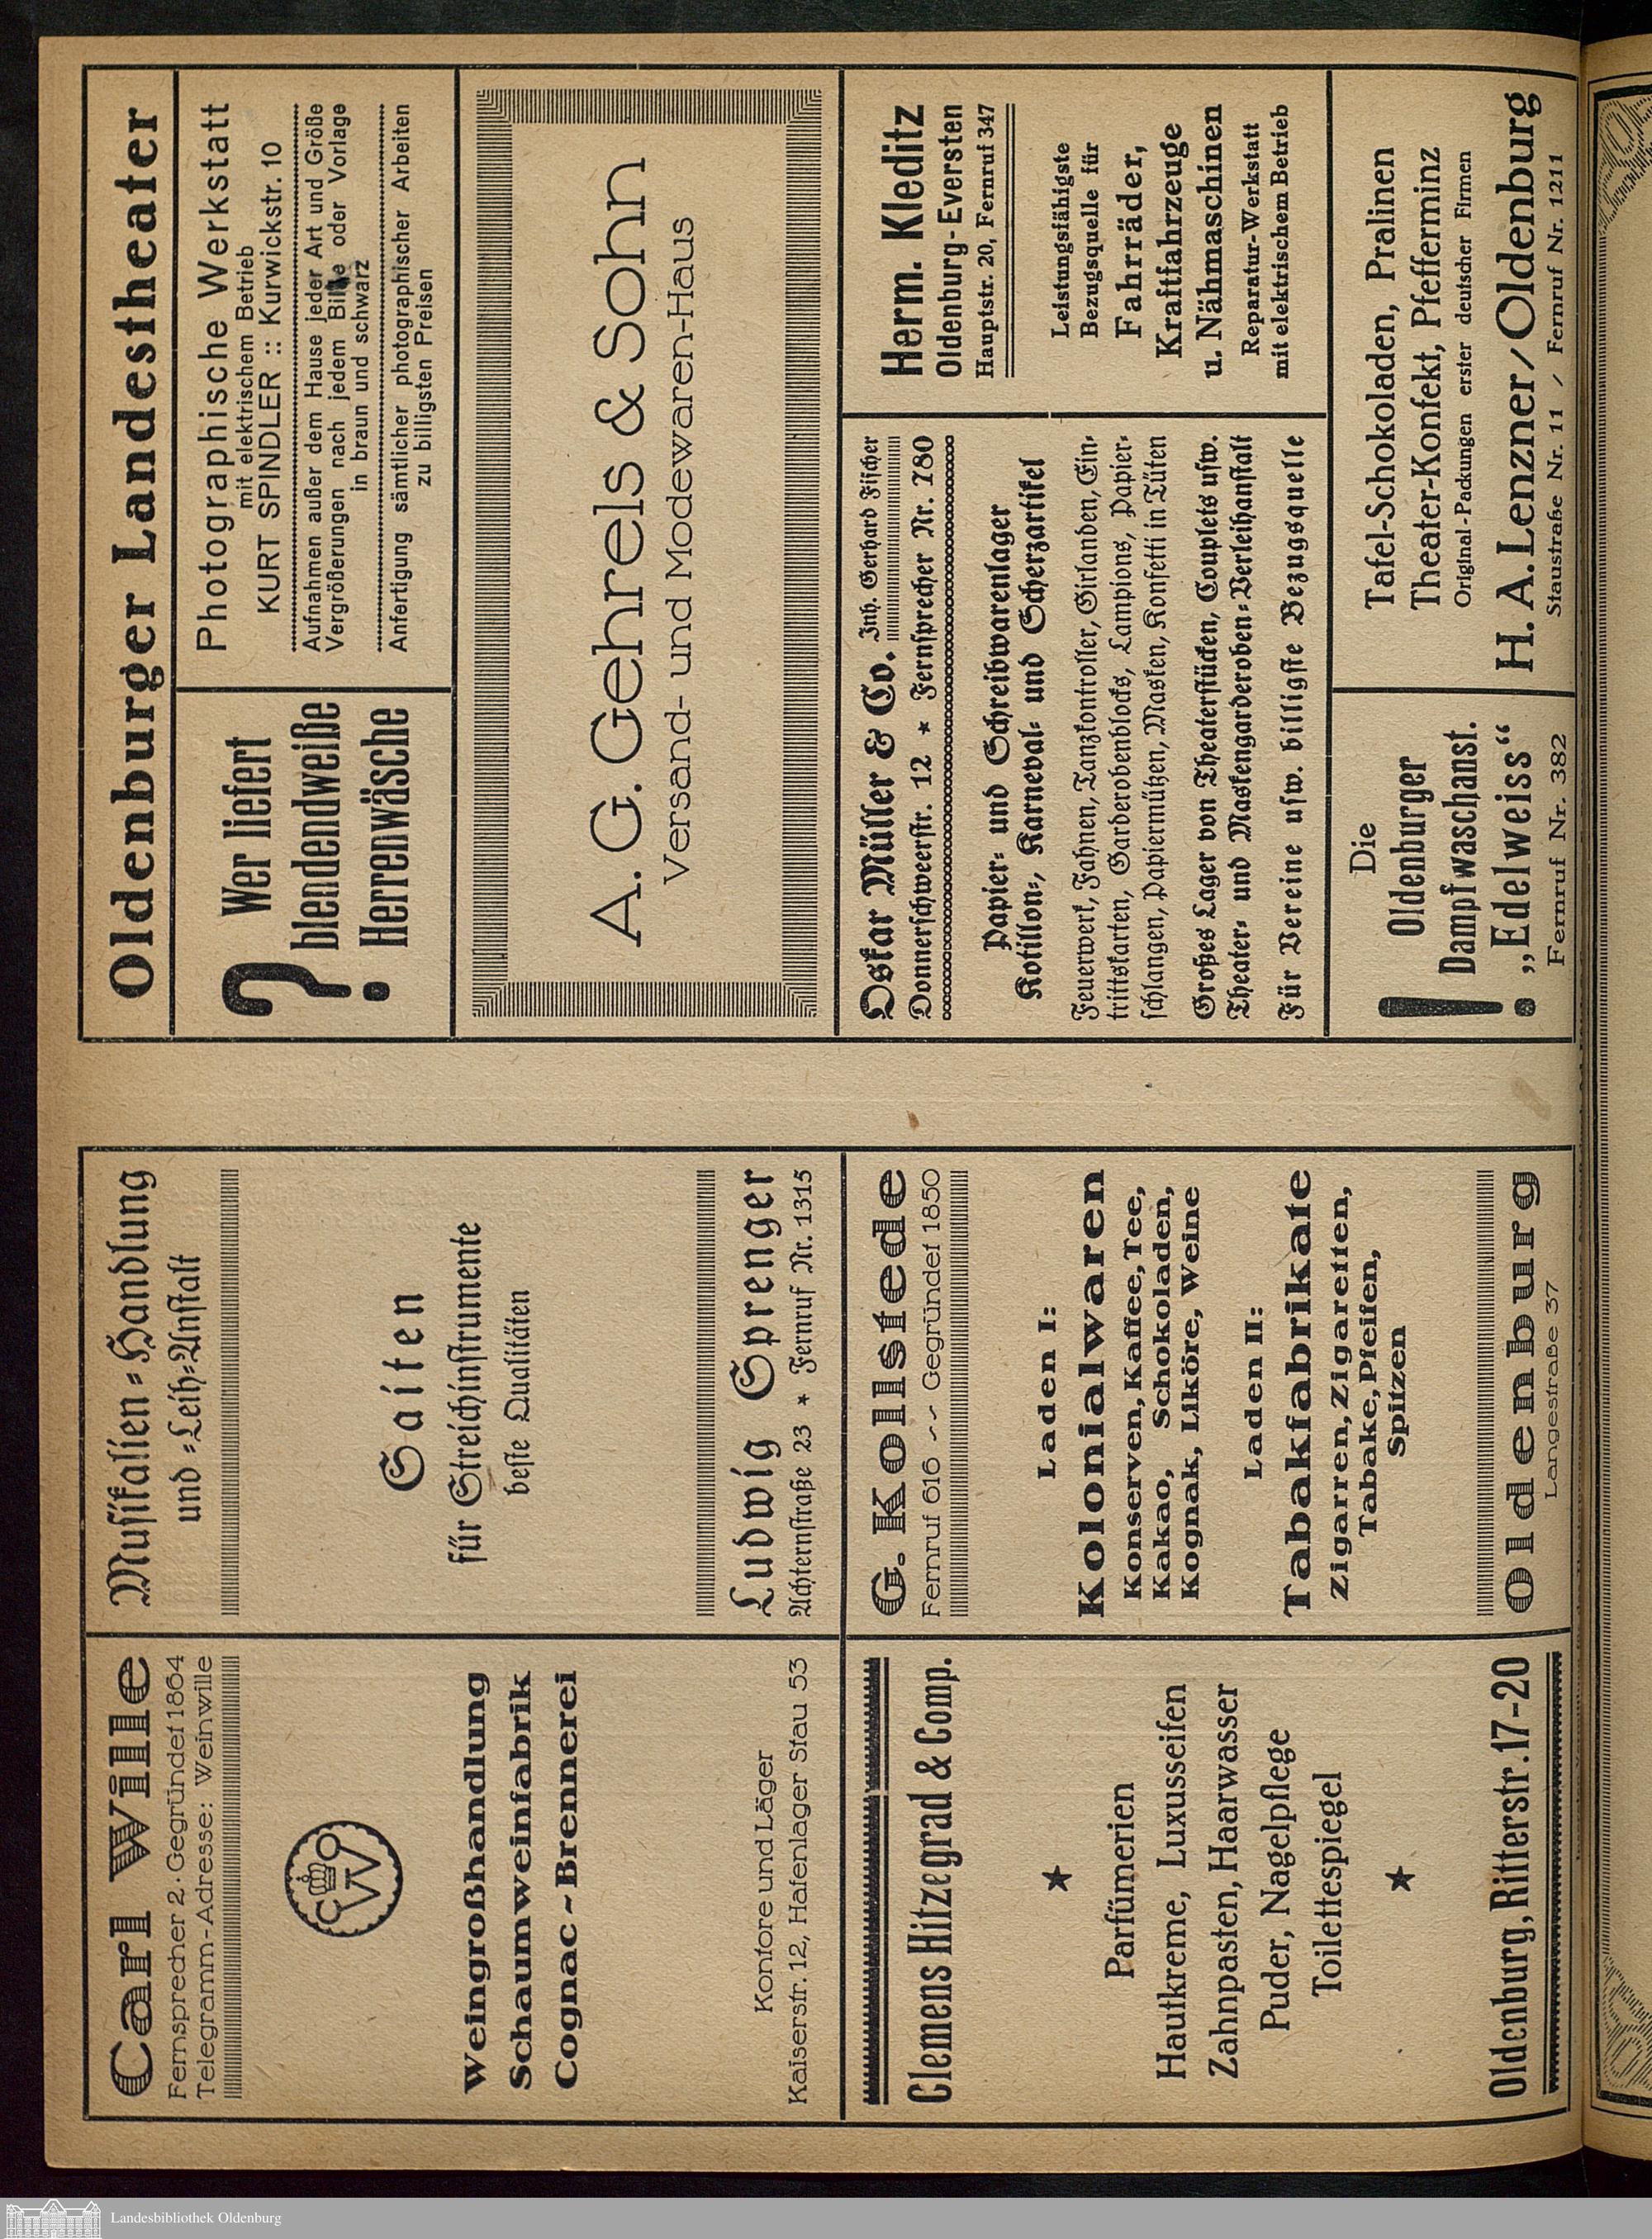 Carl Wille
Fernsprecher 2 · Gegründet 1864
Telegramm-Adresse: Weinwille
CWO
Weingroßhandlung
Schaumweinfabrik
Cognac-Brennerei
Kontore und Läger
Kaiserstr. 12, Hafenlager Stau 53
Musikalien-Handlung
und -Leih-Anstalt
Saiten
für Streichinstrumente
beste Qualitäten
Ludwig Sprenger
Achternstraße 23 * Fernruf Nr. 1315
Clemens Hitzegrad & Comp.
Parfümerien
Hautkreme, Luxusseifen
Zahnpasten, Haarwasser
Puder, Nagelpflege
Toilettespiegel
Oldenburg, Ritterstr. 17-20
G. Kollstede
Fernruf 616 ~~ Gegründet 1850
Laden I:
Kolonialwaren
Konserven, Kaffee, Tee,
Kakao, Schokoladen,
Kognak, Liköre, Weine
Laden II:
Tabakfabrikate
Zigarren, Zigaretten,
Tabake, Pfeifen,
Spitzen
Oldenburg
Langestraße 37
Oldenburger Landestheater
? Wer liefert
blendendweiße
Herrenwäsche
Photographische Werkstatt
mit elektrischem Betrieb
KURT SPINDLER :: Kurwickstr. 10
Aufnahmen außer dem Hause jeder Art und Größe
Vergrößerungen nach jedem Bilde oder Vorlage
in braun und schwarz
Anfertigung sämtlicher photographischer Arbeiten
zu billigsten Preisen
A. G. Gehrels & Sohn
Versand- und Modewaren-Haus
Oskar Müller & Co. Inh. Gerhard Fischer
Donnerschweerstr. 12 * Fernsprecher Nr. 780
Papier- und Schreibwarenlager
Kotillon-, Karneval- und Scherzartikel
Feuerwerk, Fahnen, Tanzkontroller, Girlanden, Ein-
trittskarten, Garderobenblocks, Lampions, Papier-
schlangen, Papiermützen, Masken, Konfetti in Tüten
Großes Lager von Theaterstücken, Couplets usw.
Theater- und Maskengarderoben-Verleihanstalt
Für Vereine usw. billigste Bezugsquelle
Herm. Kleditz
Oldenburg-Eversten
Hauptstr. 20, Fernruf 347
Leistungsfähigste
Bezugsquelle für
Fahrräder,
Kraftfahrzeuge
u. Nähmaschinen
Reparatur-Werkstatt
mit elektrischem Betrieb
! Die
Oldenburger
Dampfwaschanst.
„Edelweiss“
Fernruf Nr. 382
Tafel-Schokoladen, Pralinen
Theater-Konfekt, Pfefferminz
Original-Packungen erster deutscher Firmen
H. A. Lenzner / Oldenburg
Staustraße Nr. 11 / Fernruf Nr. 1211
Landesbibliothek Oldenburg